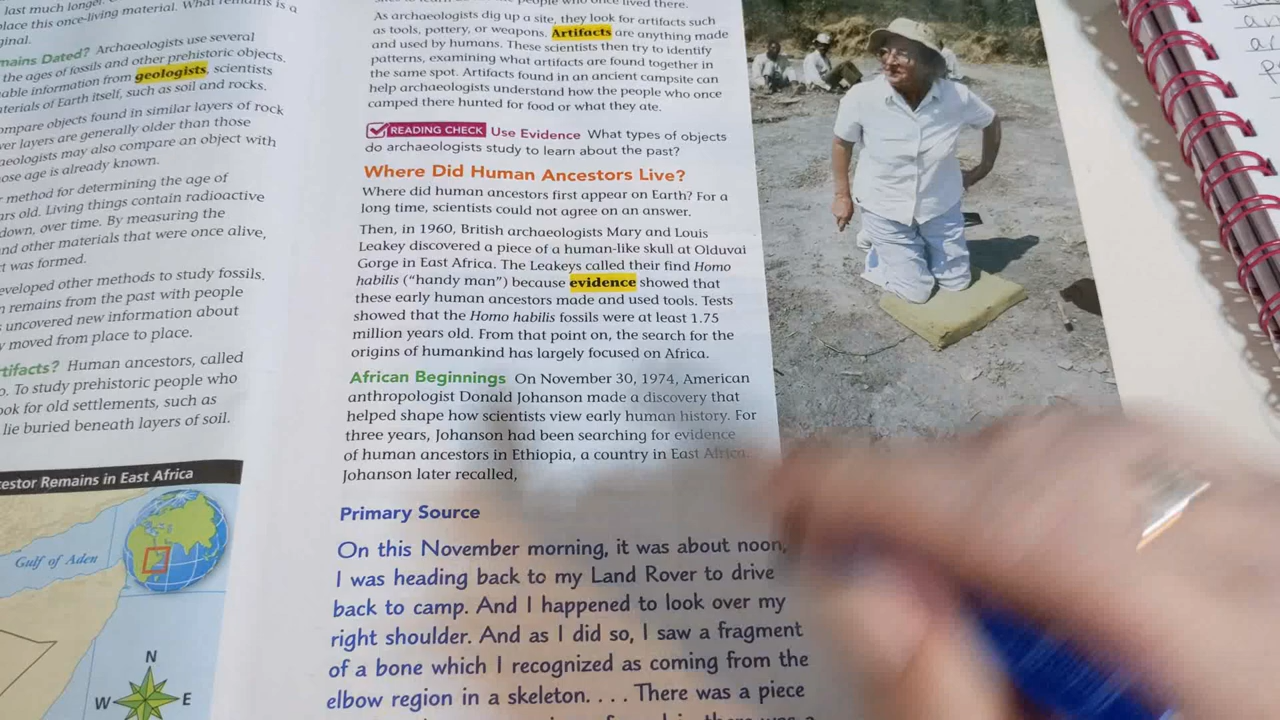 last much longer.
place this once-living material. What remains is a
ginal.
mains Dated? Archaeologists use several
the ages of fossils and other prehistoric objects.
able information from geologists, scientists
terials of Earth itself, such as soil and rocks.
ompare objects found in similar layers of rock
ver layers are generally older than those
aeologists may also compare an object with
ose age is already known.
method for determining the age of
ars old. Living things contain radioactive
down, over time. By measuring the
nd other materials that were once alive,
rt was formed.
eveloped other methods to study fossils.
n remains from the past with people
s uncovered new information about
y moved from place to place.
tifacts? Human ancestors, called
o. To study prehistoric people who
ook for old settlements, such as
lie buried beneath layers of soil.
cestor Remains in East Africa
Gulf of Aden
N
W E
people who once lived there.
As archaeologists dig up a site, they look for artifacts such
as tools, pottery, or weapons. Artifacts are anything made
and used by humans. These scientists then try to identify
patterns, examining what artifacts are found together in
the same spot. Artifacts found in an ancient campsite can
help archaeologists understand how the people who once
camped there hunted for food or what they ate.
READING CHECK Use Evidence What types of objects
do archaeologists study to learn about the past?
Where Did Human Ancestors Live?
Where did human ancestors first appear on Earth? For a
long time, scientists could not agree on an answer.
Then, in 1960, British archaeologists Mary and Louis
Leakey discovered a piece of a human-like skull at Olduvai
Gorge in East Africa. The Leakeys called their find Homo
habilis ("handy man") because evidence showed that
these early human ancestors made and used tools. Tests
showed that the Homo habilis fossils were at least 1.75
million years old. From that point on, the search for the
origins of humankind has largely focused on Africa.
African Beginnings On November 30, 1974, American
anthropologist Donald Johanson made a discovery that
helped shape how scientists view early human history. For
three years, Johanson had been searching for evidence
of human ancestors in Ethiopia, a country in East Africa.
Johanson later recalled,
Primary Source
On this November morning, it was about noon,
I was heading back to my Land Rover to drive
back to camp. And I happened to look over my
right shoulder. And as I did so, I saw a fragment
of a bone which I recognized as coming from the
elbow region in a skeleton. . . . There was a piece